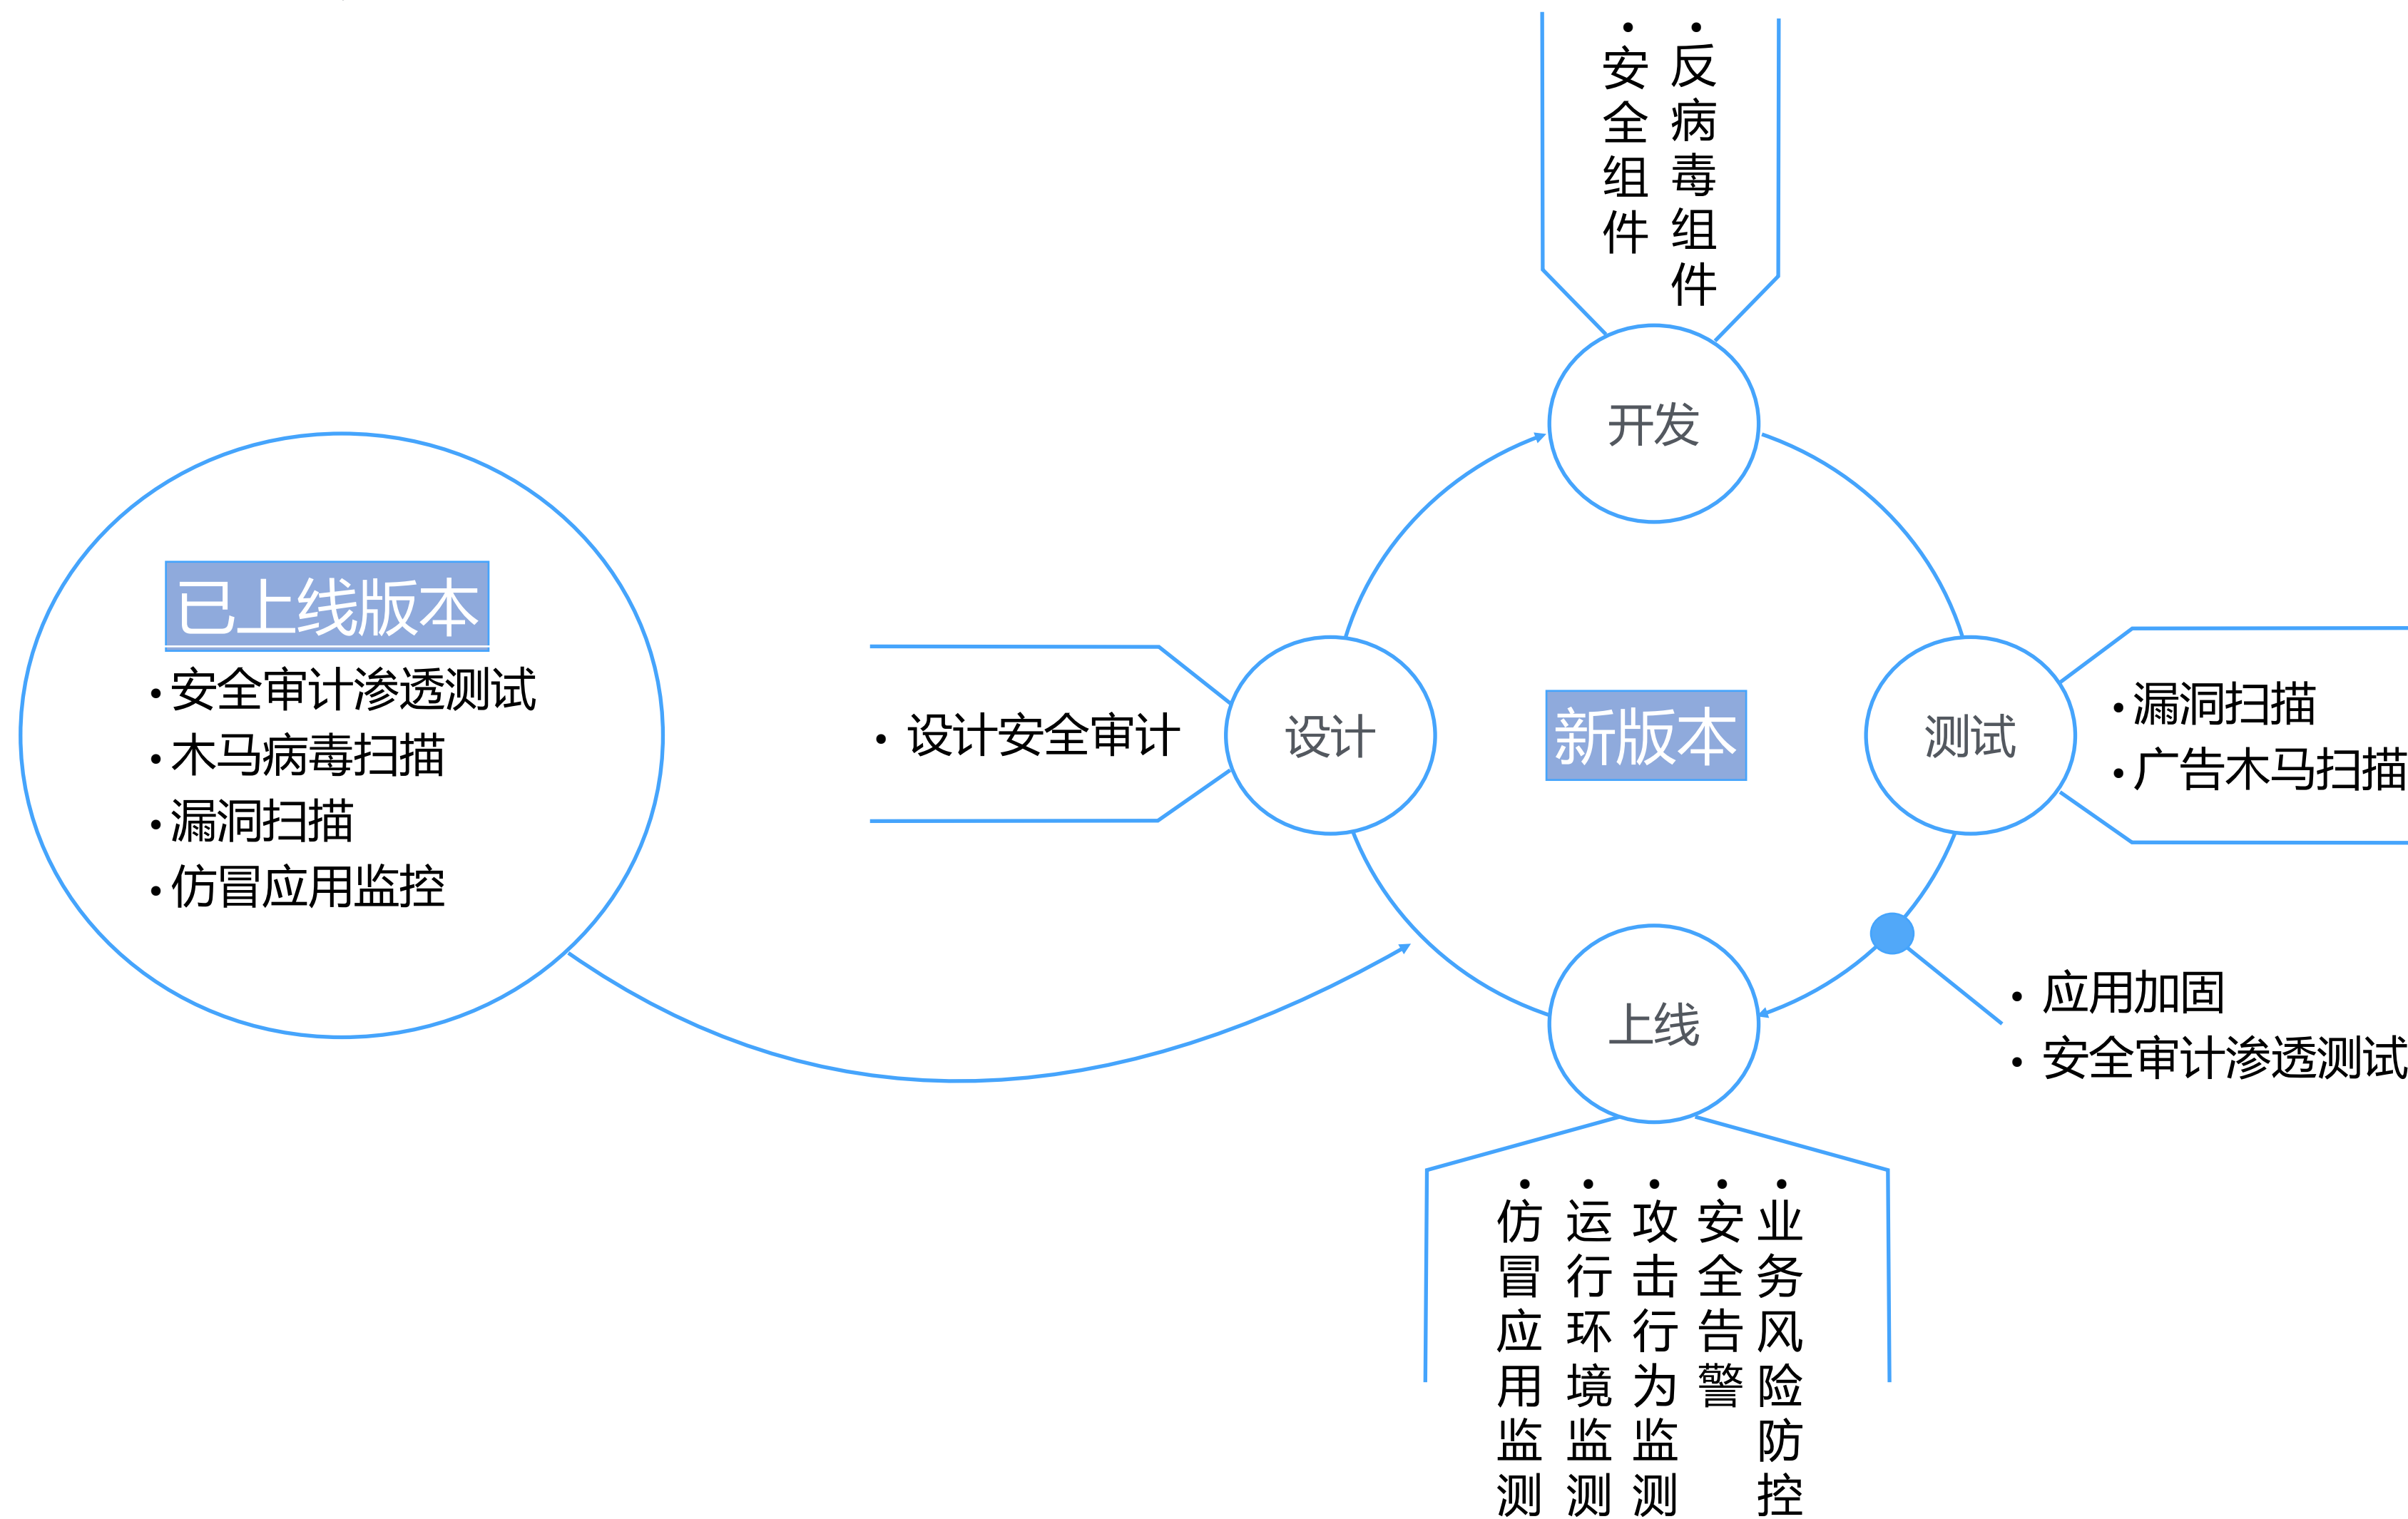 已上线版本
• 安全审计渗透测试
• 木马病毒扫描
• 漏洞扫描
• 仿冒应用监控
• 安全组件
• 反病毒组件
开发
• 设计安全审计
设计
新版本
测试
• 漏洞扫描
• 广告木马扫描
• 应用加固
• 安全审计渗透测试
上线
• 仿冒应用监测
• 运行环境监测
• 攻击行为监测
• 安全告警
• 业务风险防控